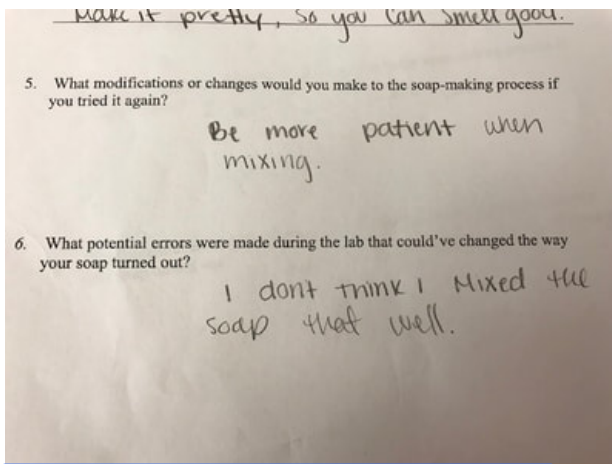 Make it pretty, so you can smell good.
5. What modifications or changes would you make to the soap-making process if
you tried it again?
Be more patient when
mixing.
6. What potential errors were made during the lab that could've changed the way
your soap turned out?
I dont think I Mixed the
soap that well.